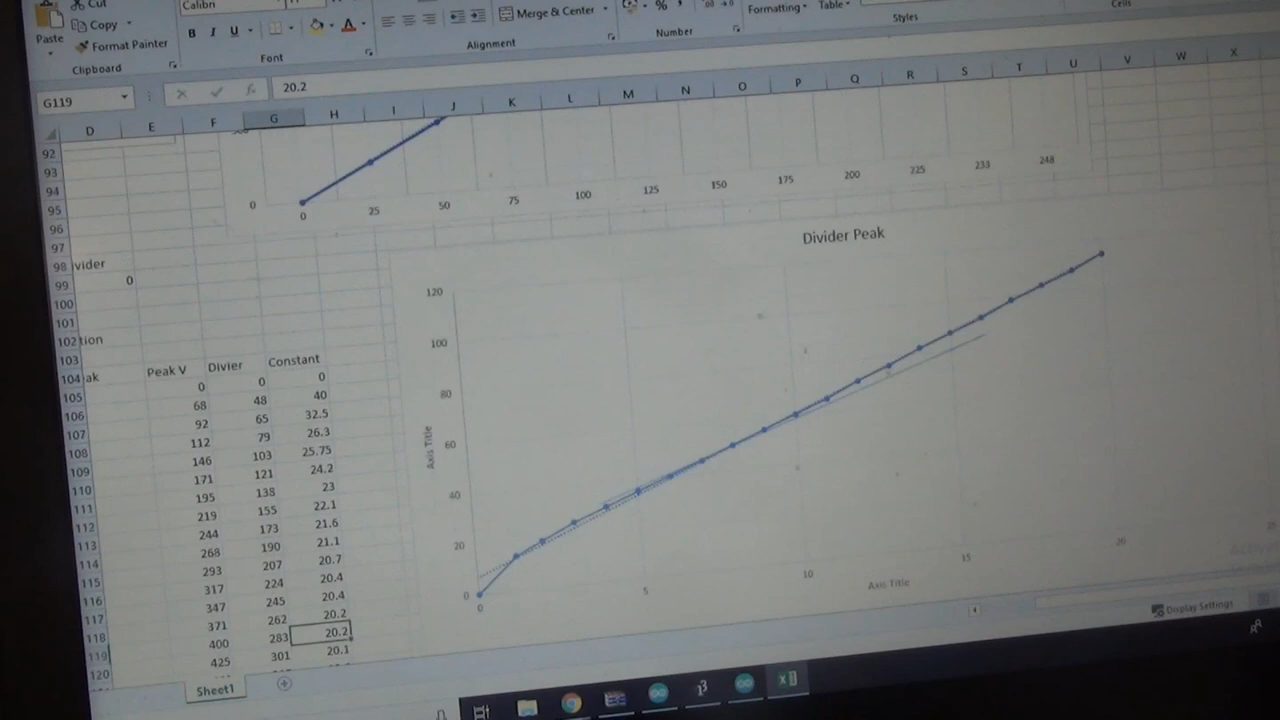 Cut
Calibri
Copy
Paste
Format Painter
B I U
A
Merge & Center
%
Formatting
Table
Clipboard
Font
Alignment
Number
Styles
Cells
G119
fx
20.2
D E F G H I J K L M N O P Q R S T U V W X
92
93
94
95
96
97
98 ivider
99 0
100
101
102 tion
103
104 ak Peak V Divier Constant
105 0 0 0
106 68 48 40
107 92 65 32.5
108 112 79 26.3
109 146 103 25.75
110 171 121 24.2
111 195 138 23
112 219 155 22.1
113 244 173 21.6
114 268 190 21.1
115 293 207 20.7
116 317 224 20.4
117 347 245 20.4
118 371 262 20.2
119 400 283 20.2
120 425 301 20.1
0
0 25 50 75 100 125 150 175 200 225 233 248
Divider Peak
120
100
80
60
40
20
0
Axis Title
0 5 10 15 20
Axis Title
Display Settings
Sheet1